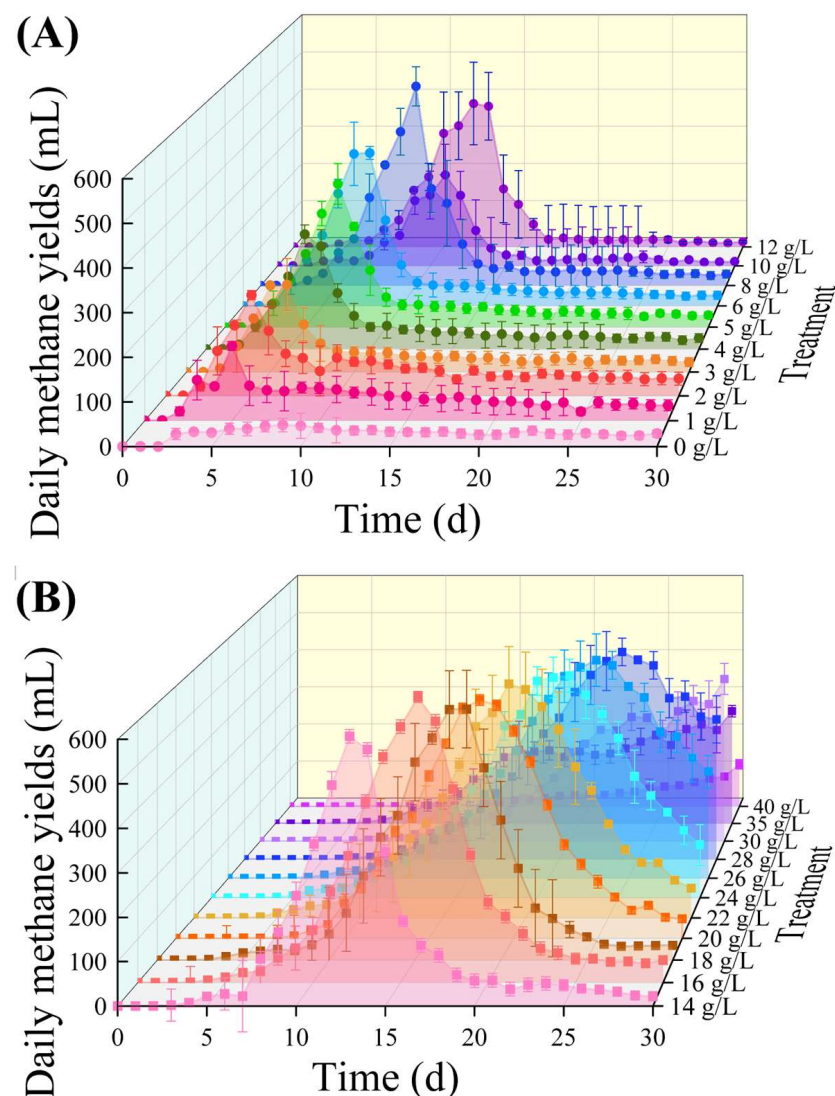 (A)
Daily methane yields (mL)
600
500
400
300
200
100
0
0 5 10 15 20 25 30
Time (d)
12 g/L
10 g/L
8 g/L
6 g/L
5 g/L
4 g/L
3 g/L
2 g/L
1 g/L
0 g/L
Treatment
(B)
Daily methane yields (mL)
600
500
400
300
200
100
0
0 5 10 15 20 25 30
Time (d)
40 g/L
35 g/L
30 g/L
28 g/L
26 g/L
24 g/L
22 g/L
20 g/L
18 g/L
16 g/L
14 g/L
Treatment